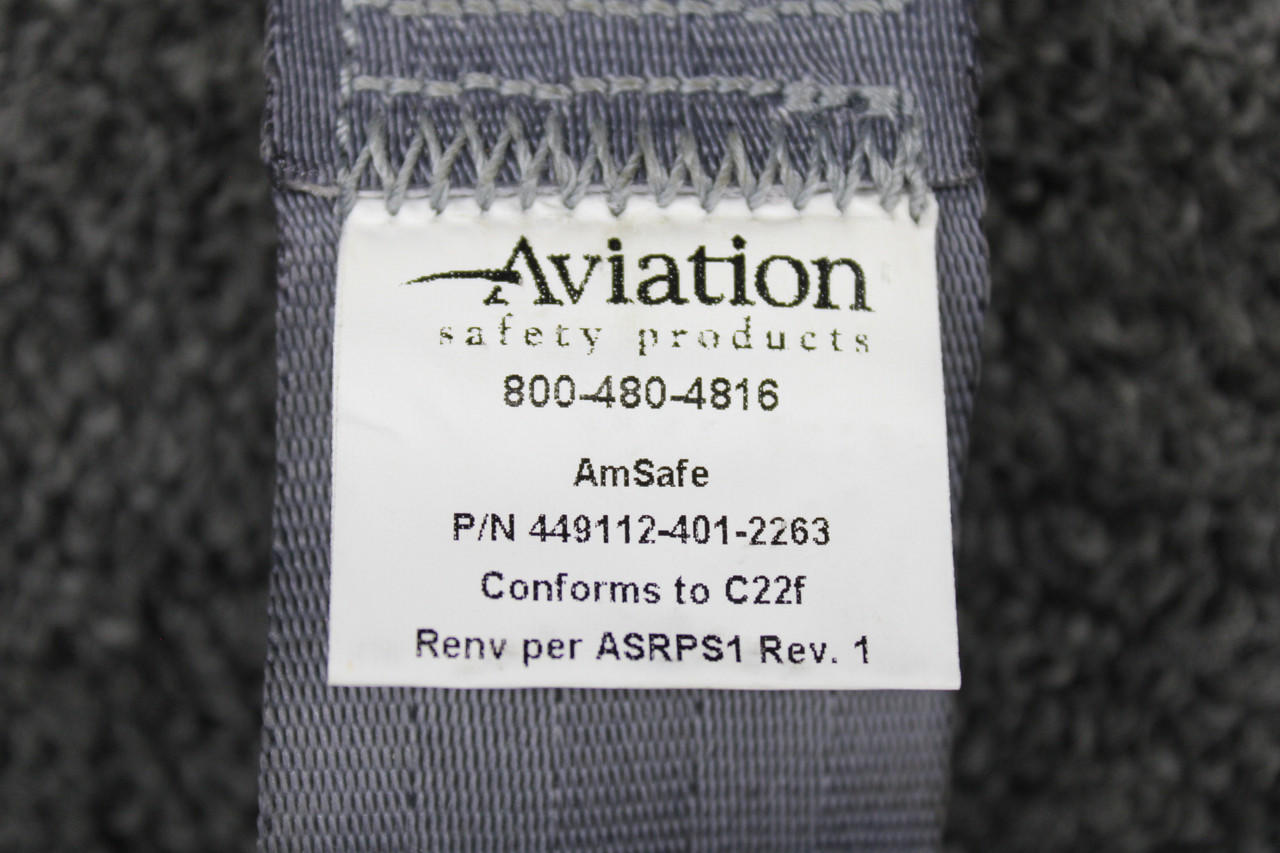 Aviation
safety products
800-480-4816
AmSafe
P/N 449112-401-2263
Conforms to C22f
Renv per ASRPS1 Rev. 1